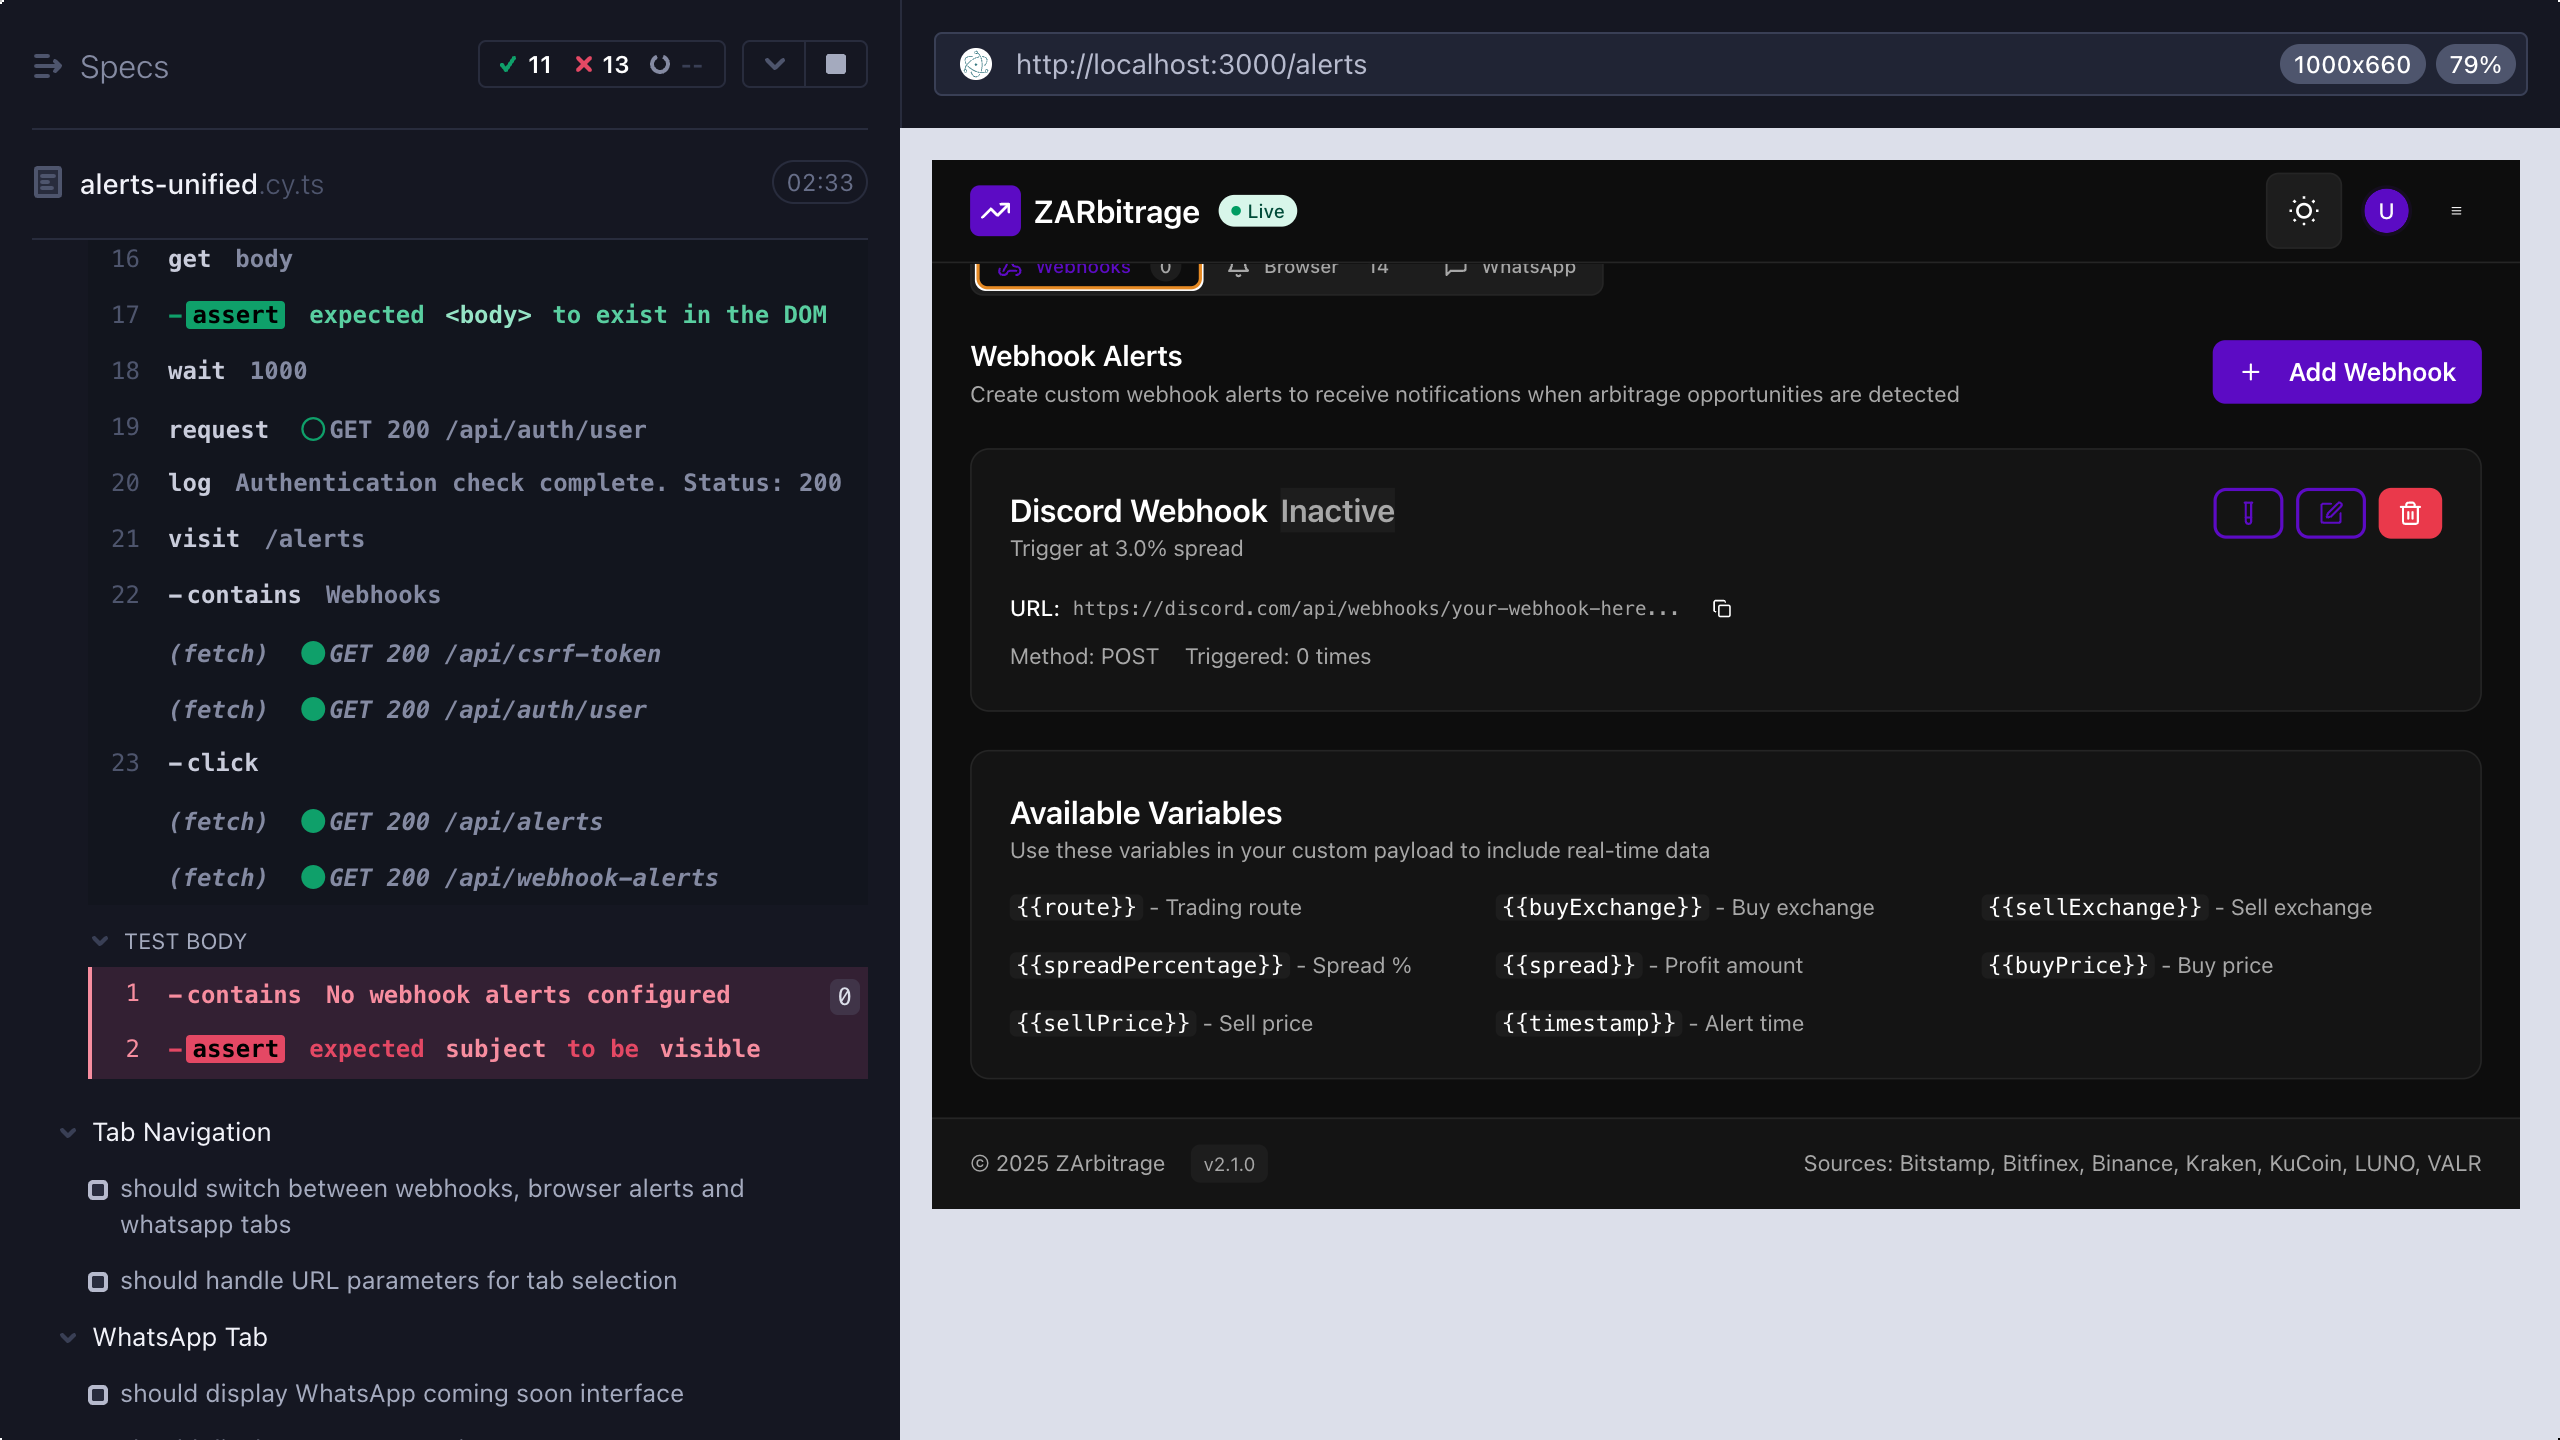 Specs
11 13 --
alerts-unified.cy.ts
02:33
16 get body
17 -assert expected <body> to exist in the DOM
18 wait 1000
19 request GET 200 /api/auth/user
20 log Authentication check complete. Status: 200
21 visit /alerts
22 -contains Webhooks
(fetch) GET 200 /api/csrf-token
(fetch) GET 200 /api/auth/user
23 -click
(fetch) GET 200 /api/alerts
(fetch) GET 200 /api/webhook-alerts
TEST BODY
1 -contains No webhook alerts configured 0
2 -assert expected subject to be visible
Tab Navigation
should switch between webhooks, browser alerts and
whatsapp tabs
should handle URL parameters for tab selection
WhatsApp Tab
should display WhatsApp coming soon interface
http://localhost:3000/alerts
1000x660 79%
ZARbitrage
Live
U
Webhooks 0 Browser 14 WhatsApp
Webhook Alerts
Create custom webhook alerts to receive notifications when arbitrage opportunities are detected
+ Add Webhook
Discord Webhook Inactive
Trigger at 3.0% spread
URL: https://discord.com/api/webhooks/your-webhook-here...
Method: POST Triggered: 0 times
Available Variables
Use these variables in your custom payload to include real-time data
{{route}} - Trading route
{{buyExchange}} - Buy exchange
{{sellExchange}} - Sell exchange
{{spreadPercentage}} - Spread %
{{spread}} - Profit amount
{{buyPrice}} - Buy price
{{sellPrice}} - Sell price
{{timestamp}} - Alert time
© 2025 ZArbitrage v2.1.0
Sources: Bitstamp, Bitfinex, Binance, Kraken, KuCoin, LUNO, VALR